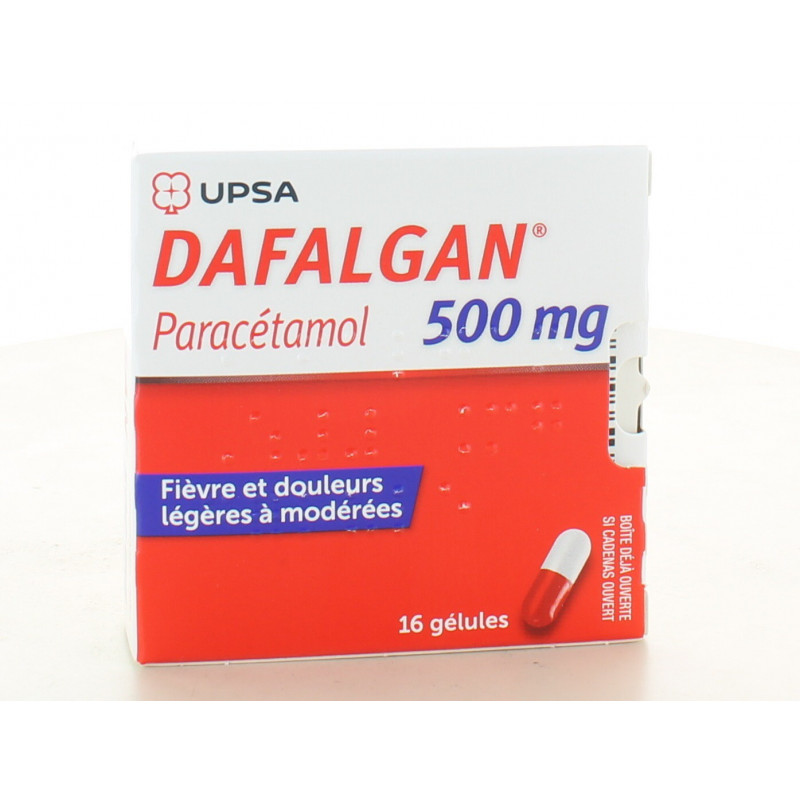 UPSA
DAFALGAN®
Paracétamol 500 mg
Fièvre et douleurs
légères à modérées
16 gélules
BOÎTE DÉJÀ OUVERTE
SI CADENAS OUVERT